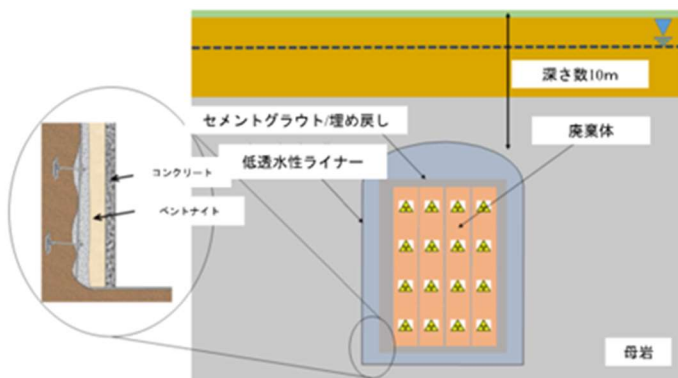 深さ数10m
セメントグラウト/埋め戻し
廃棄体
低透水性ライナー
コンクリート
ベントナイト
母岩